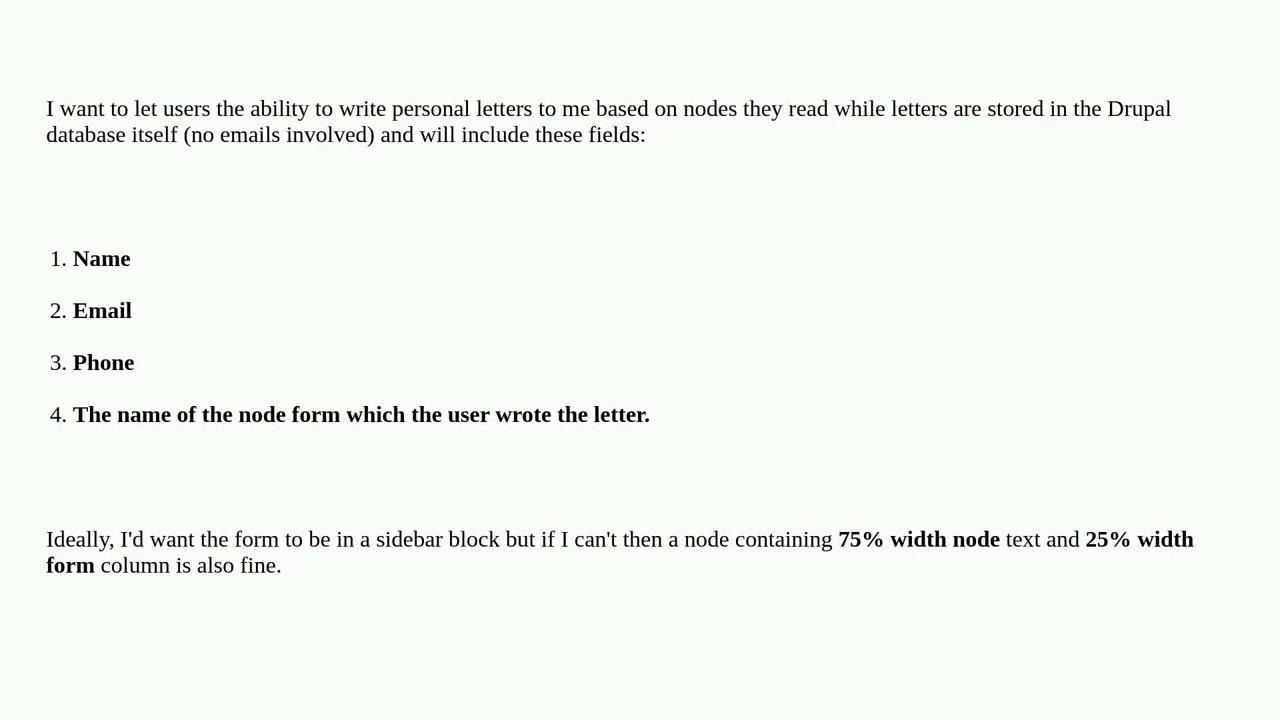 I want to let users the ability to write personal letters to me based on nodes they read while letters are stored in the Drupal
database itself (no emails involved) and will include these fields:
1. Name
2. Email
3. Phone
4. The name of the node form which the user wrote the letter.
Ideally, I'd want the form to be in a sidebar block but if I can't then a node containing 75% width node text and 25% width
form column is also fine.